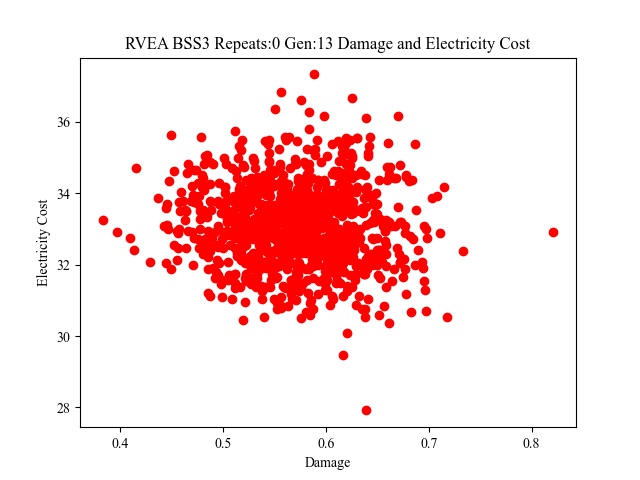 RVEA BSS3 Repeats:0 Gen:13 Damage and Electricity Cost
36
34
32
30
28
Electricity Cost
0.4 0.5 0.6 0.7 0.8
Damage